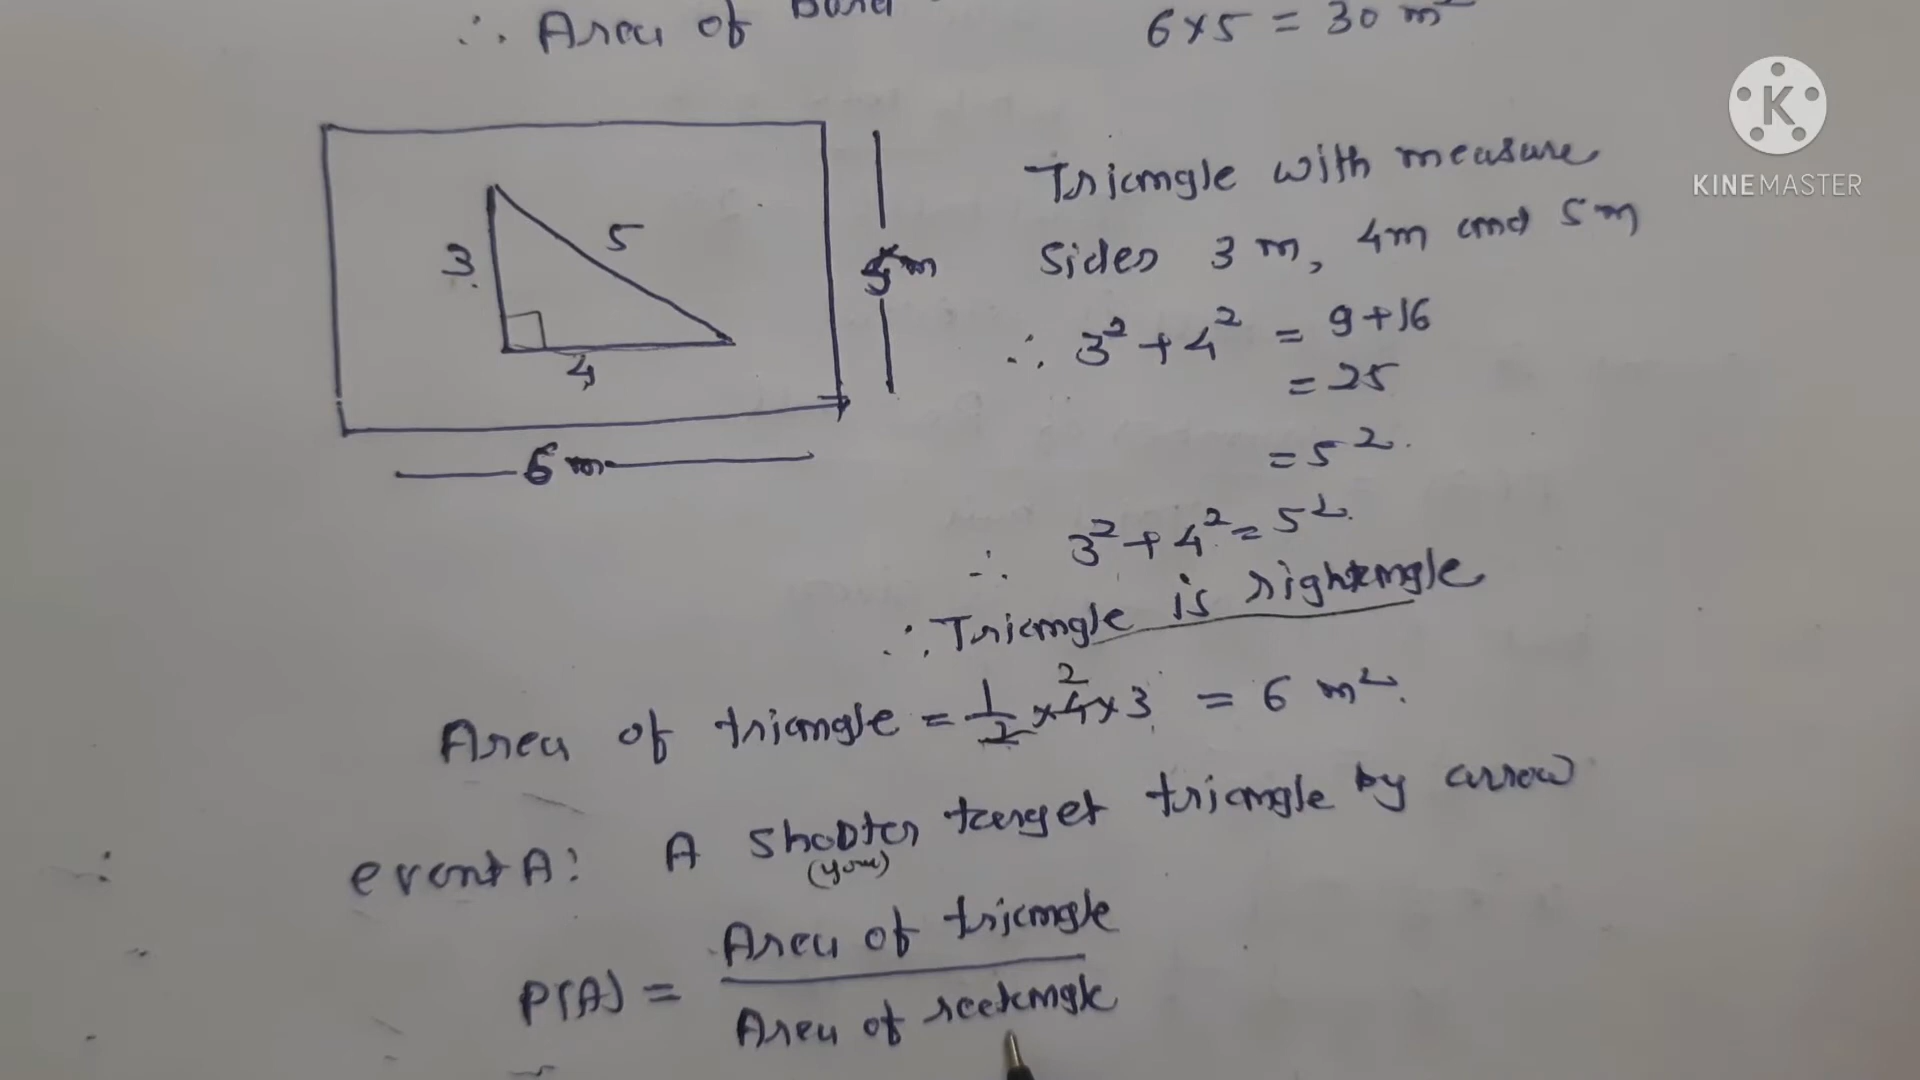 ∴ Area of 6×5 = 30 m²
KINEMASTER
3
5
4
5m
6 m
Triangle with measure
sides 3 m, 4m and 5m
∴ 3² + 4² = 9+16
= 25
= 5²
∴ 3² + 4² = 5²
∴ Triangle is rightangle
Area of triangle = 1/2 × 4 × 3 = 6 m²
2
event A: A shooter target triangle by arrow
(you)
P(A) = Area of triangle / Area of rectangle